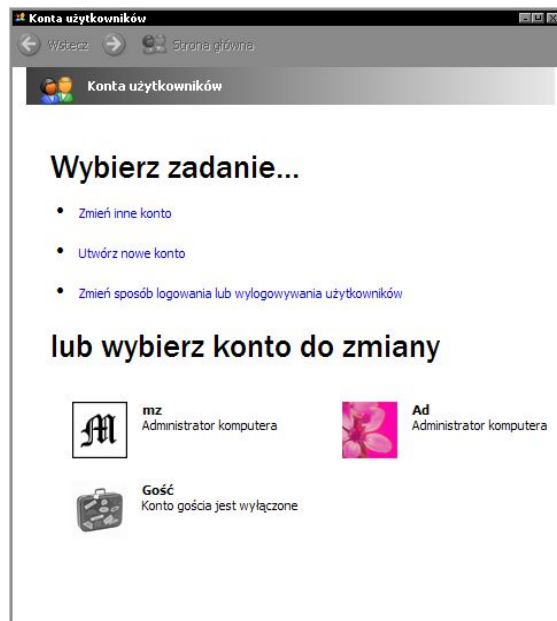 Konta użytkowników
Wstecz Strona główna
Konta użytkowników
Wybierz zadanie...
Zmień inne konto
Utwórz nowe konto
Zmień sposób logowania lub wylogowywania użytkowników
lub wybierz konto do zmiany
M
mz
Administrator komputera
Ad
Administrator komputera
Gość
Konto gościa jest wyłączone